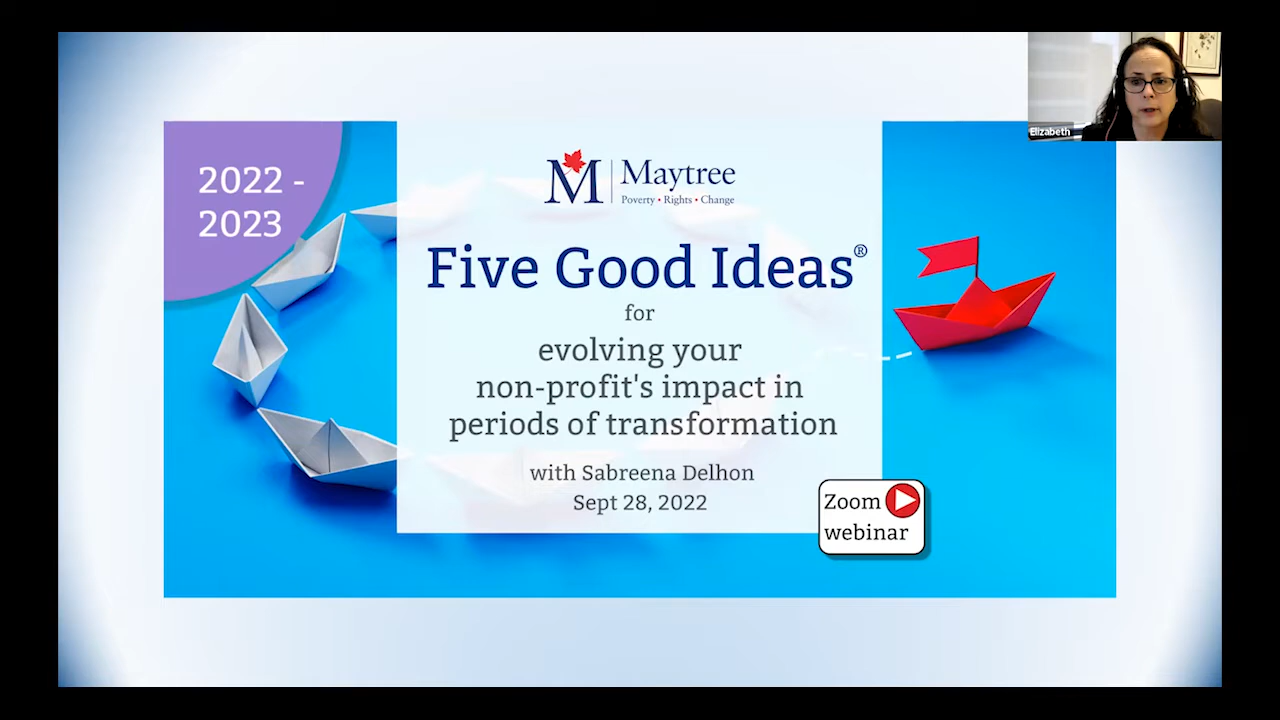 Elizabeth
2022 -
2023
M Maytree
Poverty • Rights • Change
Five Good Ideas®
for
evolving your
non-profit's impact in
periods of transformation
with Sabreena Delhon
Sept 28, 2022
Zoom
webinar